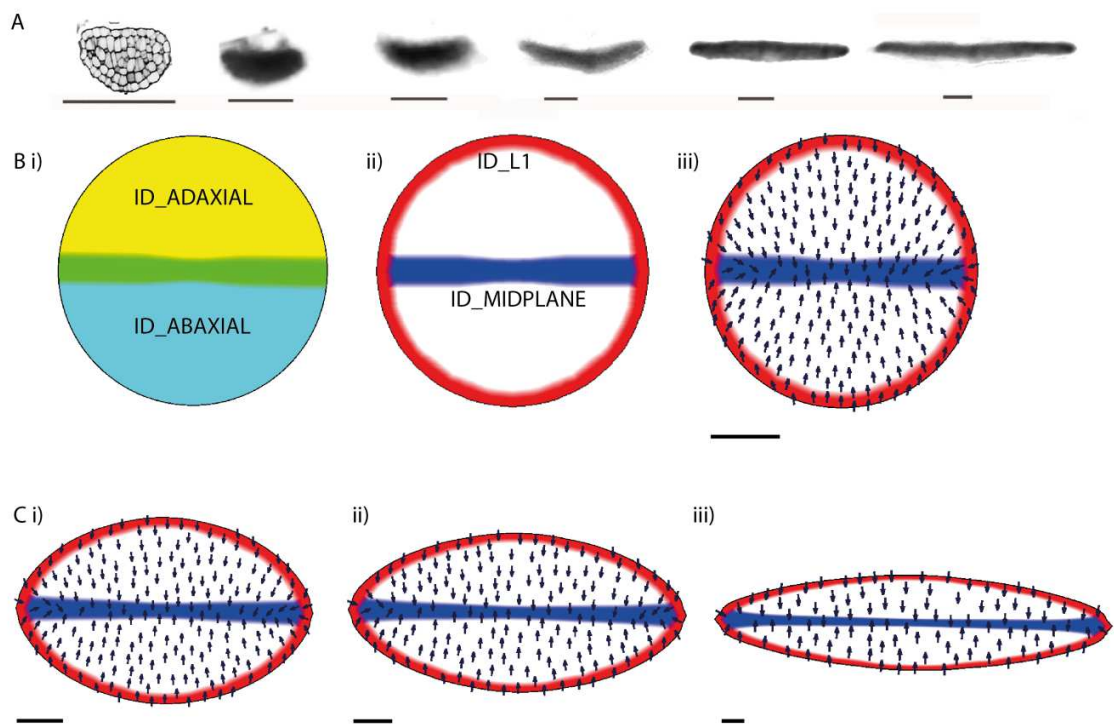 A
B i)
ID_ADAXIAL
ID_ABAXIAL
ii)
ID_L1
ID_MIDPLANE
iii)
C i)
ii)
iii)